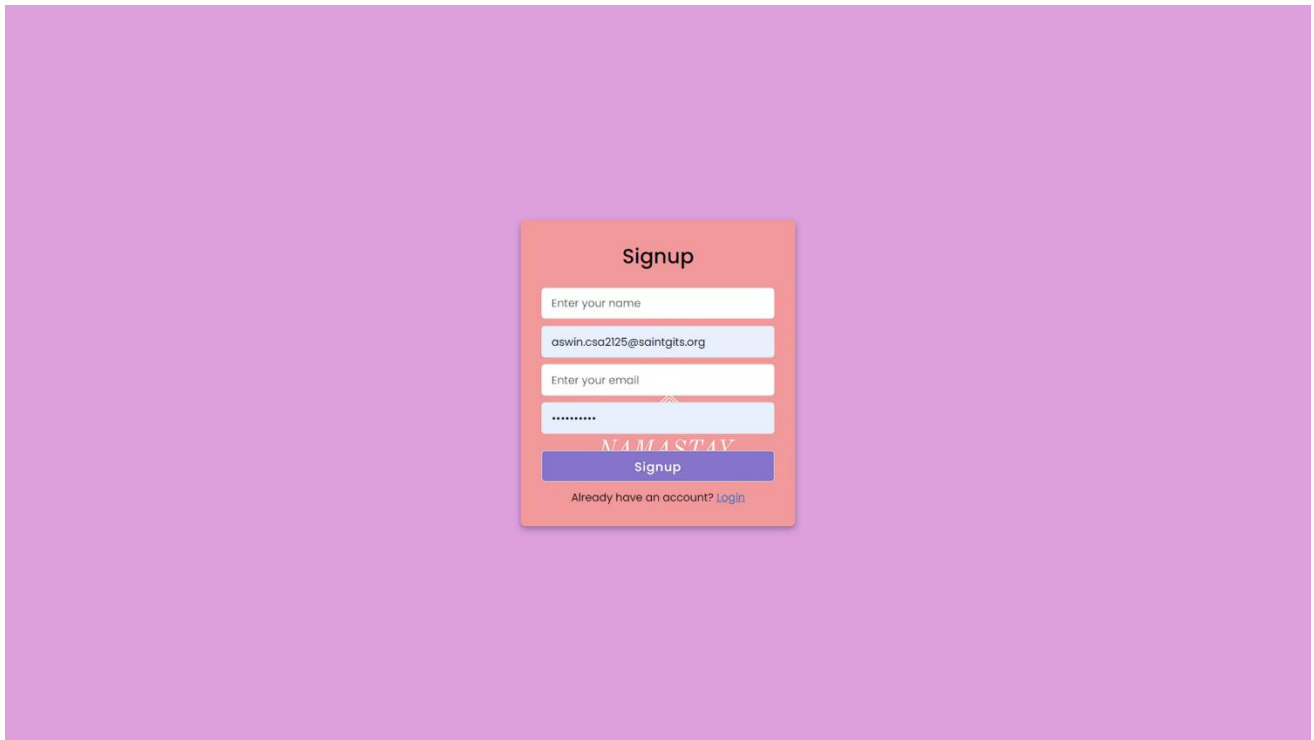 Signup
Enter your name
aswin.csa2125@saintgits.org
Enter your email
••••••••••
NAMASTAY
Signup
Already have an account? Login